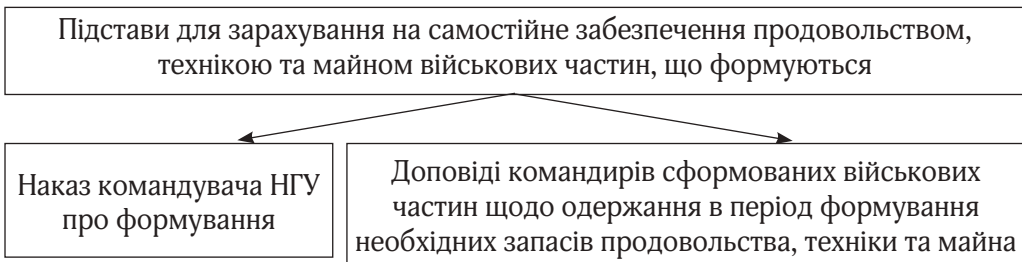 Підстави для зарахування на самостійне забезпечення продовольством,
технікою та майном військових частин, що формуються
Наказ командувача НГУ
про формування
Доповіді командирів сформованих військових
частин щодо одержання в період формування
необхідних запасів продовольства, техніки та майна